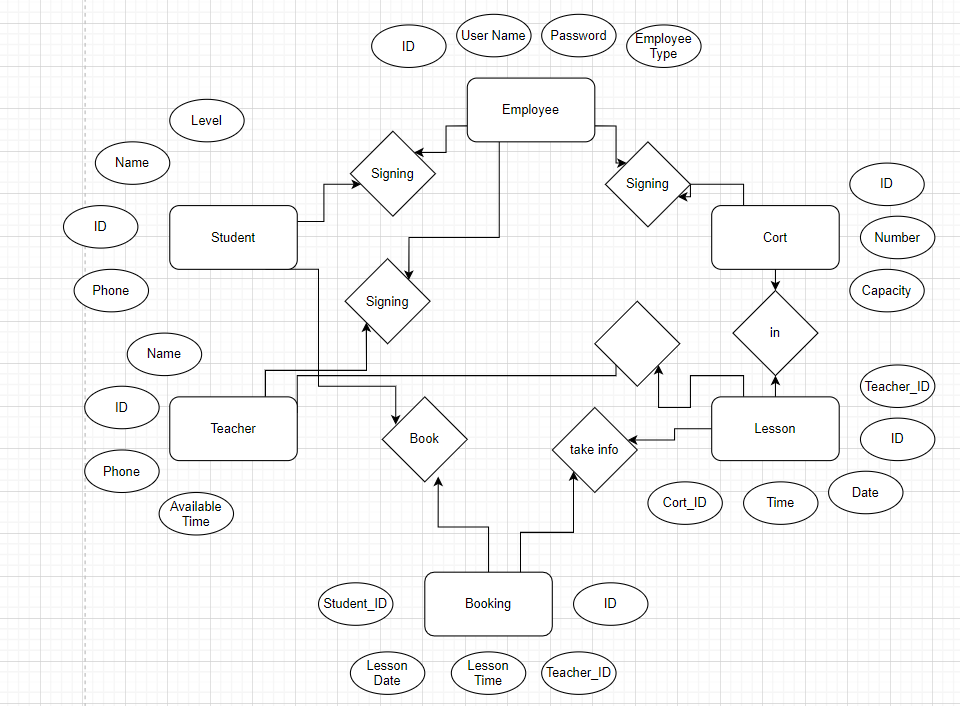 ID
User Name
Password
Employee
Type
Employee
Level
Name
Signing
Signing
ID
ID
Student
Cort
Number
Phone
Signing
Capacity
in
Name
Teacher_ID
ID
Teacher
Book
take info
Lesson
ID
Phone
Available
Time
Cort_ID
Time
Date
Student_ID
Booking
ID
Lesson
Date
Lesson
Time
Teacher_ID